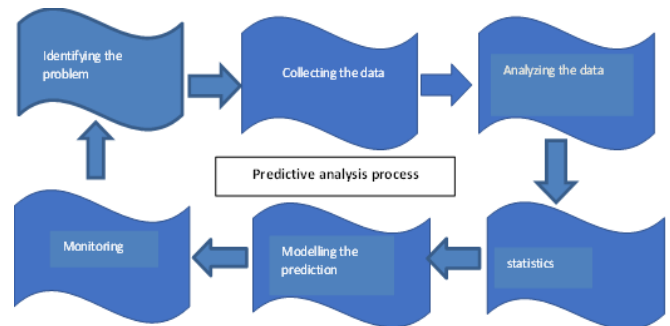 Identifying the
problem
Collecting the data
Analyzing the data
Predictive analysis process
Monitoring
Modelling the
prediction
statistics